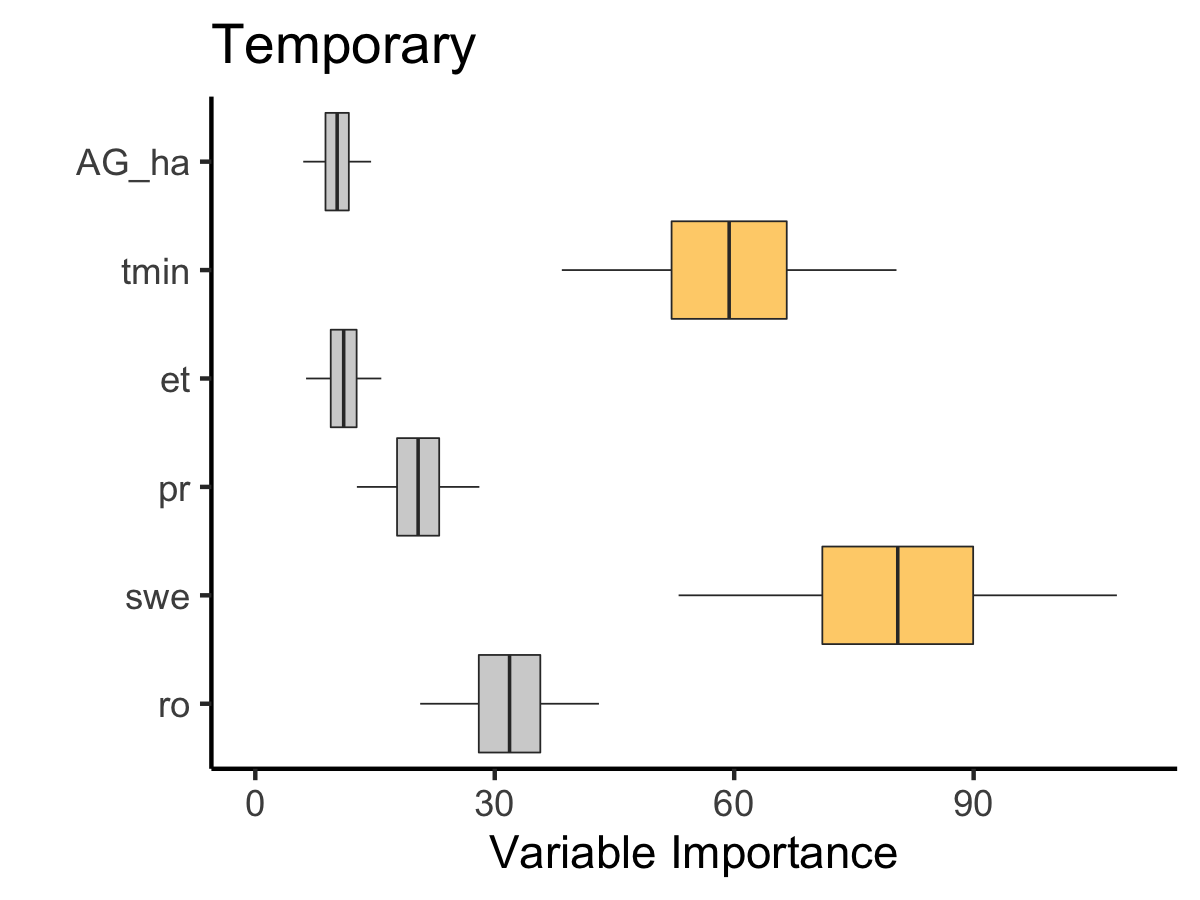 Temporary
AG_ha
tmin
et
pr
swe
ro
0 30 60 90
Variable Importance